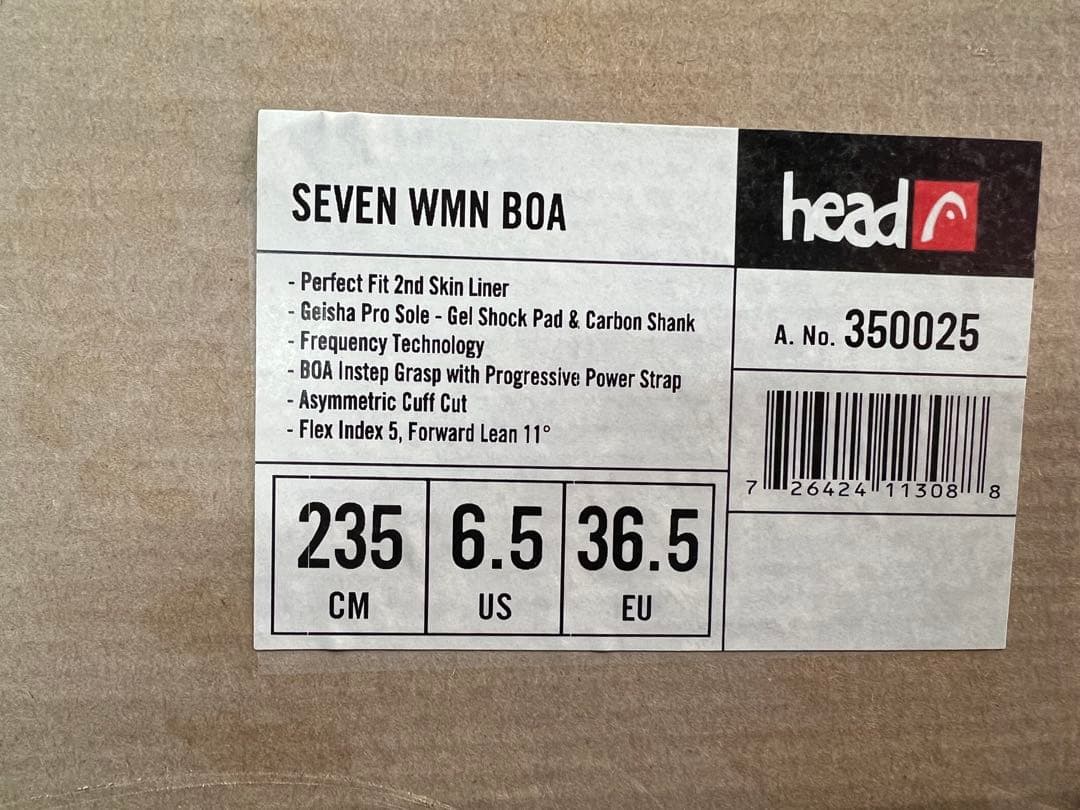 SEVEN WMN BOA
head
- Perfect Fit 2nd Skin Liner
- Geisha Pro Sole - Gel Shock Pad & Carbon Shank
- Frequency Technology
- BOA Instep Grasp with Progressive Power Strap
- Asymmetric Cuff Cut
- Flex Index 5, Forward Lean 11°
A. No. 350025
7 26424 11308 8
235 6.5 36.5
CM US EU